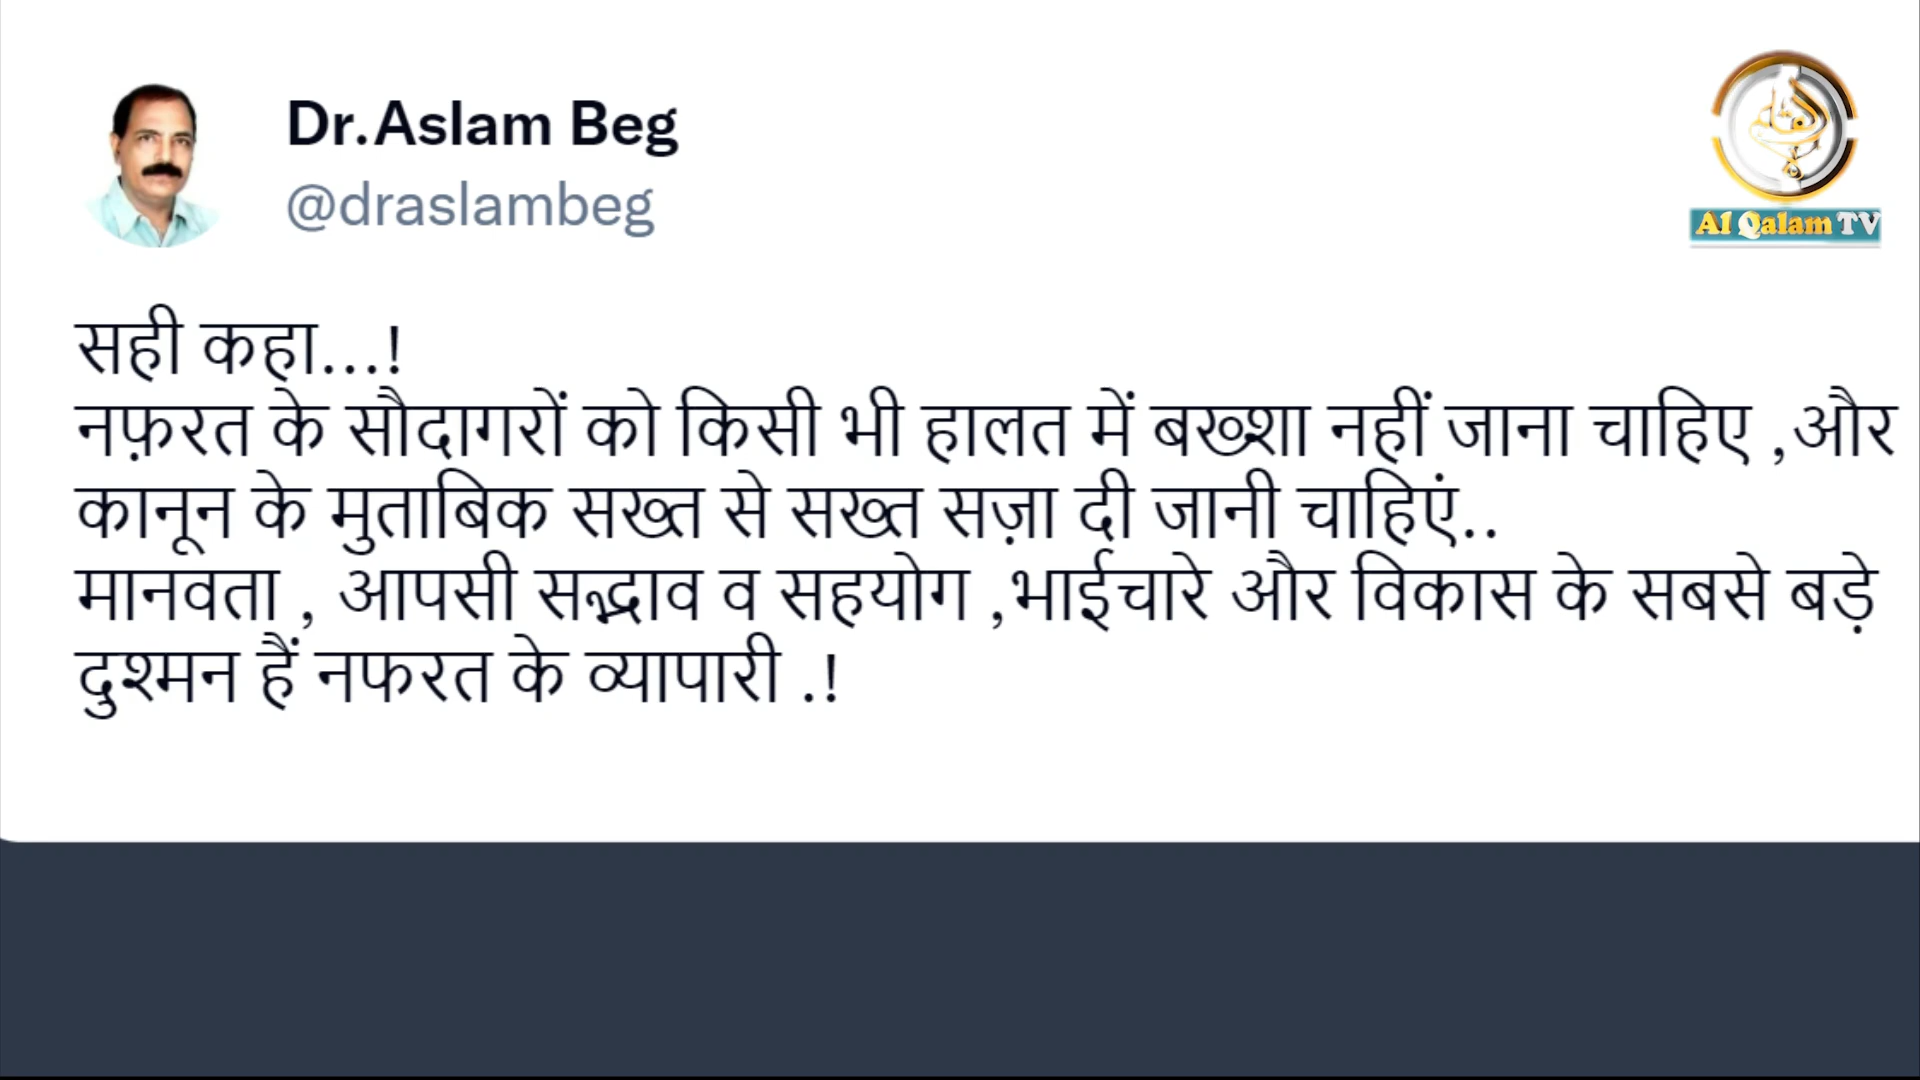 Dr.Aslam Beg
@draslambeg
Al Qalam TV
सही कहा...!
नफ़रत के सौदागरों को किसी भी हालत में बख्शा नहीं जाना चाहिए ,और
कानून के मुताबिक सख्त से सख्त सज़ा दी जानी चाहिएं..
मानवता , आपसी सद्भाव व सहयोग ,भाईचारे और विकास के सबसे बड़े
दुश्मन हैं नफरत के व्यापारी .!